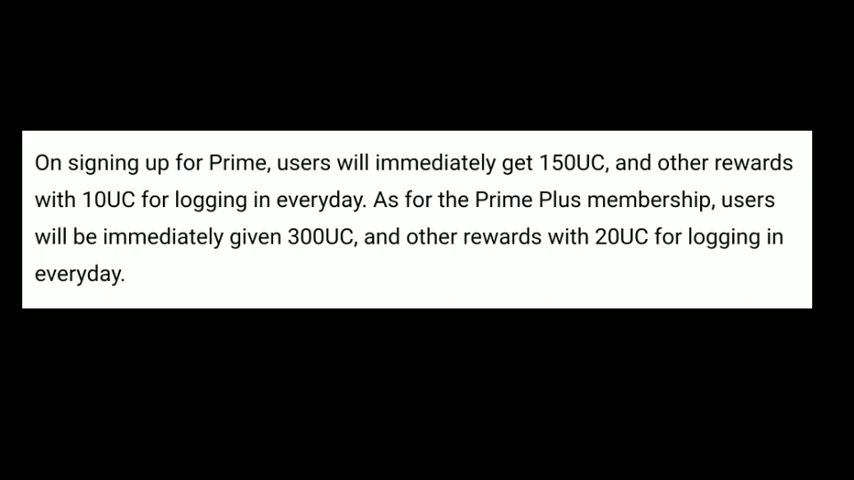 On signing up for Prime, users will immediately get 150UC, and other rewards
with 10UC for logging in everyday. As for the Prime Plus membership, users
will be immediately given 300UC, and other rewards with 20UC for logging in
everyday.